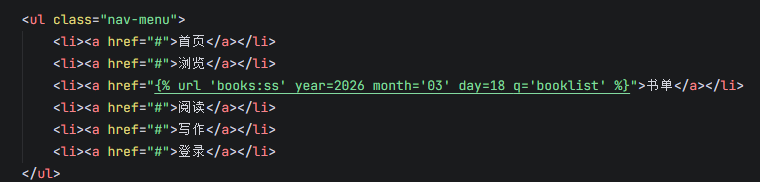 <ul class="nav-menu">
<li><a href="#">首页</a></li>
<li><a href="#">浏览</a></li>
<li><a href="{% url 'books:ss' year=2026 month='03' day=18 q='booklist' %}">书单</a></li>
<li><a href="#">阅读</a></li>
<li><a href="#">写作</a></li>
<li><a href="#">登录</a></li>
</ul>